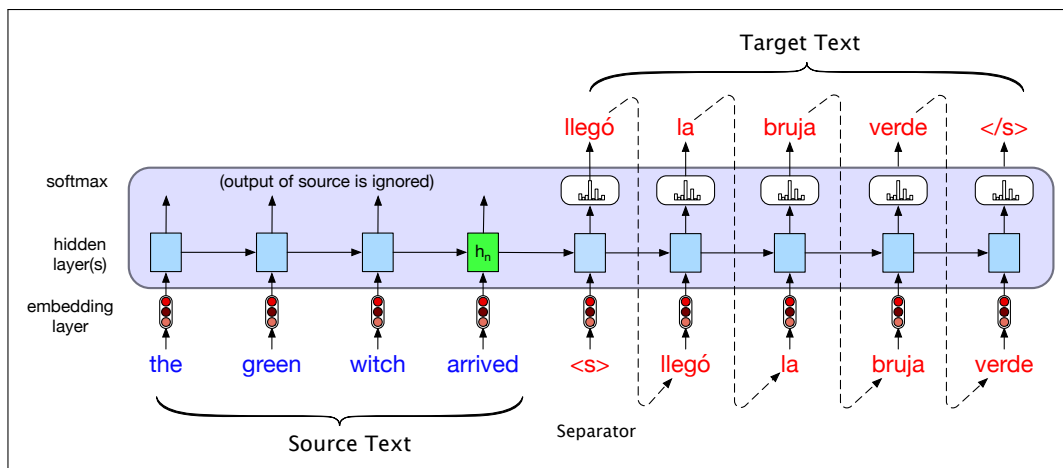 Target Text
llegó la bruja verde </s>
softmax (output of source is ignored)
hidden layer(s) hn
embedding layer
the green witch arrived <s> llegó la bruja verde
Separator
Source Text